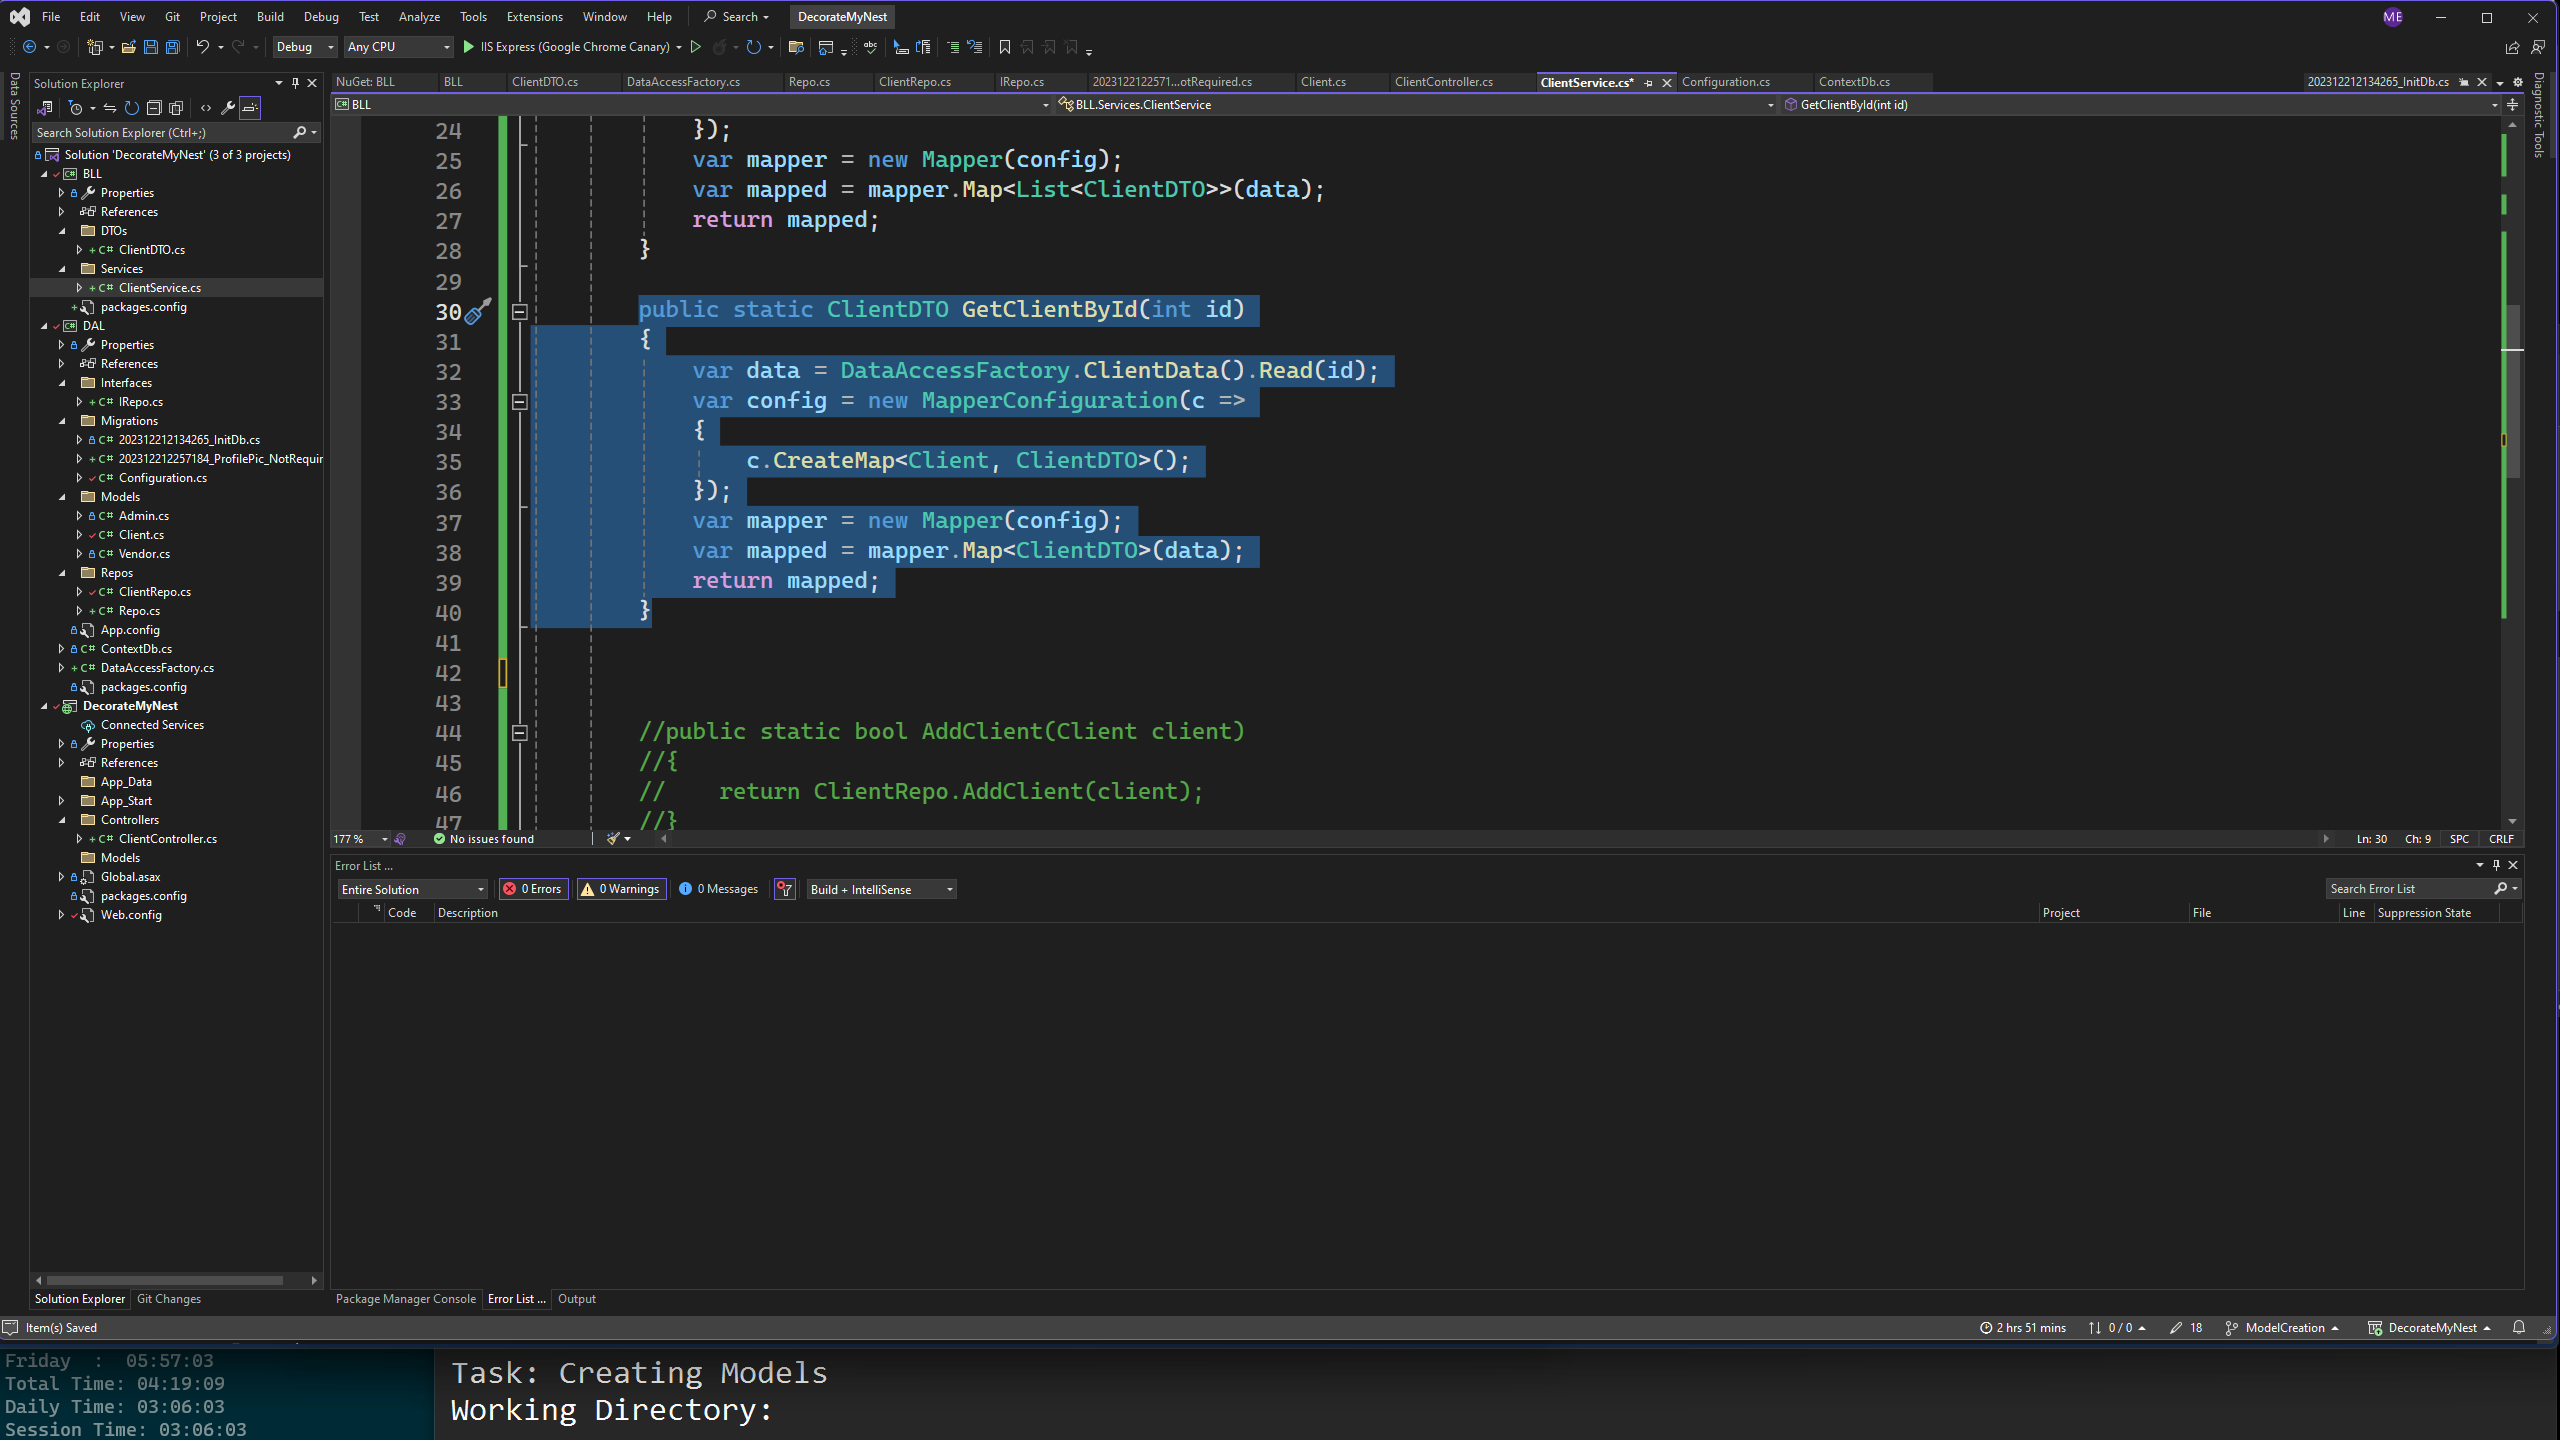 File Edit View Git Project Build Debug Test Analyze Tools Extensions Window Help Search DecorateMyNest ME
Debug Any CPU IIS Express (Google Chrome Canary)
Data Sources
Solution Explorer
Search Solution Explorer (Ctrl+;)
Solution 'DecorateMyNest' (3 of 3 projects)
BLL
Properties
References
DTOs
C# ClientDTO.cs
Services
C# ClientService.cs
packages.config
DAL
Properties
References
Interfaces
C# IRepo.cs
Migrations
C# 202312212134265_InitDb.cs
C# 202312212257184_ProfilePic_NotRequir
C# Configuration.cs
Models
C# Admin.cs
C# Client.cs
C# Vendor.cs
Repos
C# ClientRepo.cs
C# Repo.cs
App.config
C# ContextDb.cs
C# DataAccessFactory.cs
packages.config
DecorateMyNest
Connected Services
Properties
References
App_Data
App_Start
Controllers
C# ClientController.cs
Models
Global.asax
packages.config
Web.config
Solution Explorer Git Changes
NuGet: BLL BLL ClientDTO.cs DataAccessFactory.cs Repo.cs ClientRepo.cs IRepo.cs 2023122122571...otRequired.cs Client.cs ClientController.cs ClientService.cs* Configuration.cs ContextDb.cs 202312212134265_InitDb.cs
BLL BLL.Services.ClientService GetClientById(int id)
24 });
25 var mapper = new Mapper(config);
26 var mapped = mapper.Map<List<ClientDTO>>(data);
27 return mapped;
28 }
29
30 public static ClientDTO GetClientById(int id)
31 {
32 var data = DataAccessFactory.ClientData().Read(id);
33 var config = new MapperConfiguration(c =>
34 {
35 c.CreateMap<Client, ClientDTO>();
36 });
37 var mapper = new Mapper(config);
38 var mapped = mapper.Map<ClientDTO>(data);
39 return mapped;
40 }
41
42
43
44 //public static bool AddClient(Client client)
45 //{
46 //    return ClientRepo.AddClient(client);
47 //}
177 % No issues found Ln: 30 Ch: 9 SPC CRLF
Diagnostic Tools
Error List ...
Entire Solution 0 Errors 0 Warnings 0 Messages Build + IntelliSense Search Error List
Code Description Project File Line Suppression State
Package Manager Console Error List ... Output
Item(s) Saved 2 hrs 51 mins 0 / 0 18 ModelCreation DecorateMyNest
Friday : 05:57:03
Total Time: 04:19:09
Daily Time: 03:06:03
Session Time: 03:06:03
Task: Creating Models
Working Directory: